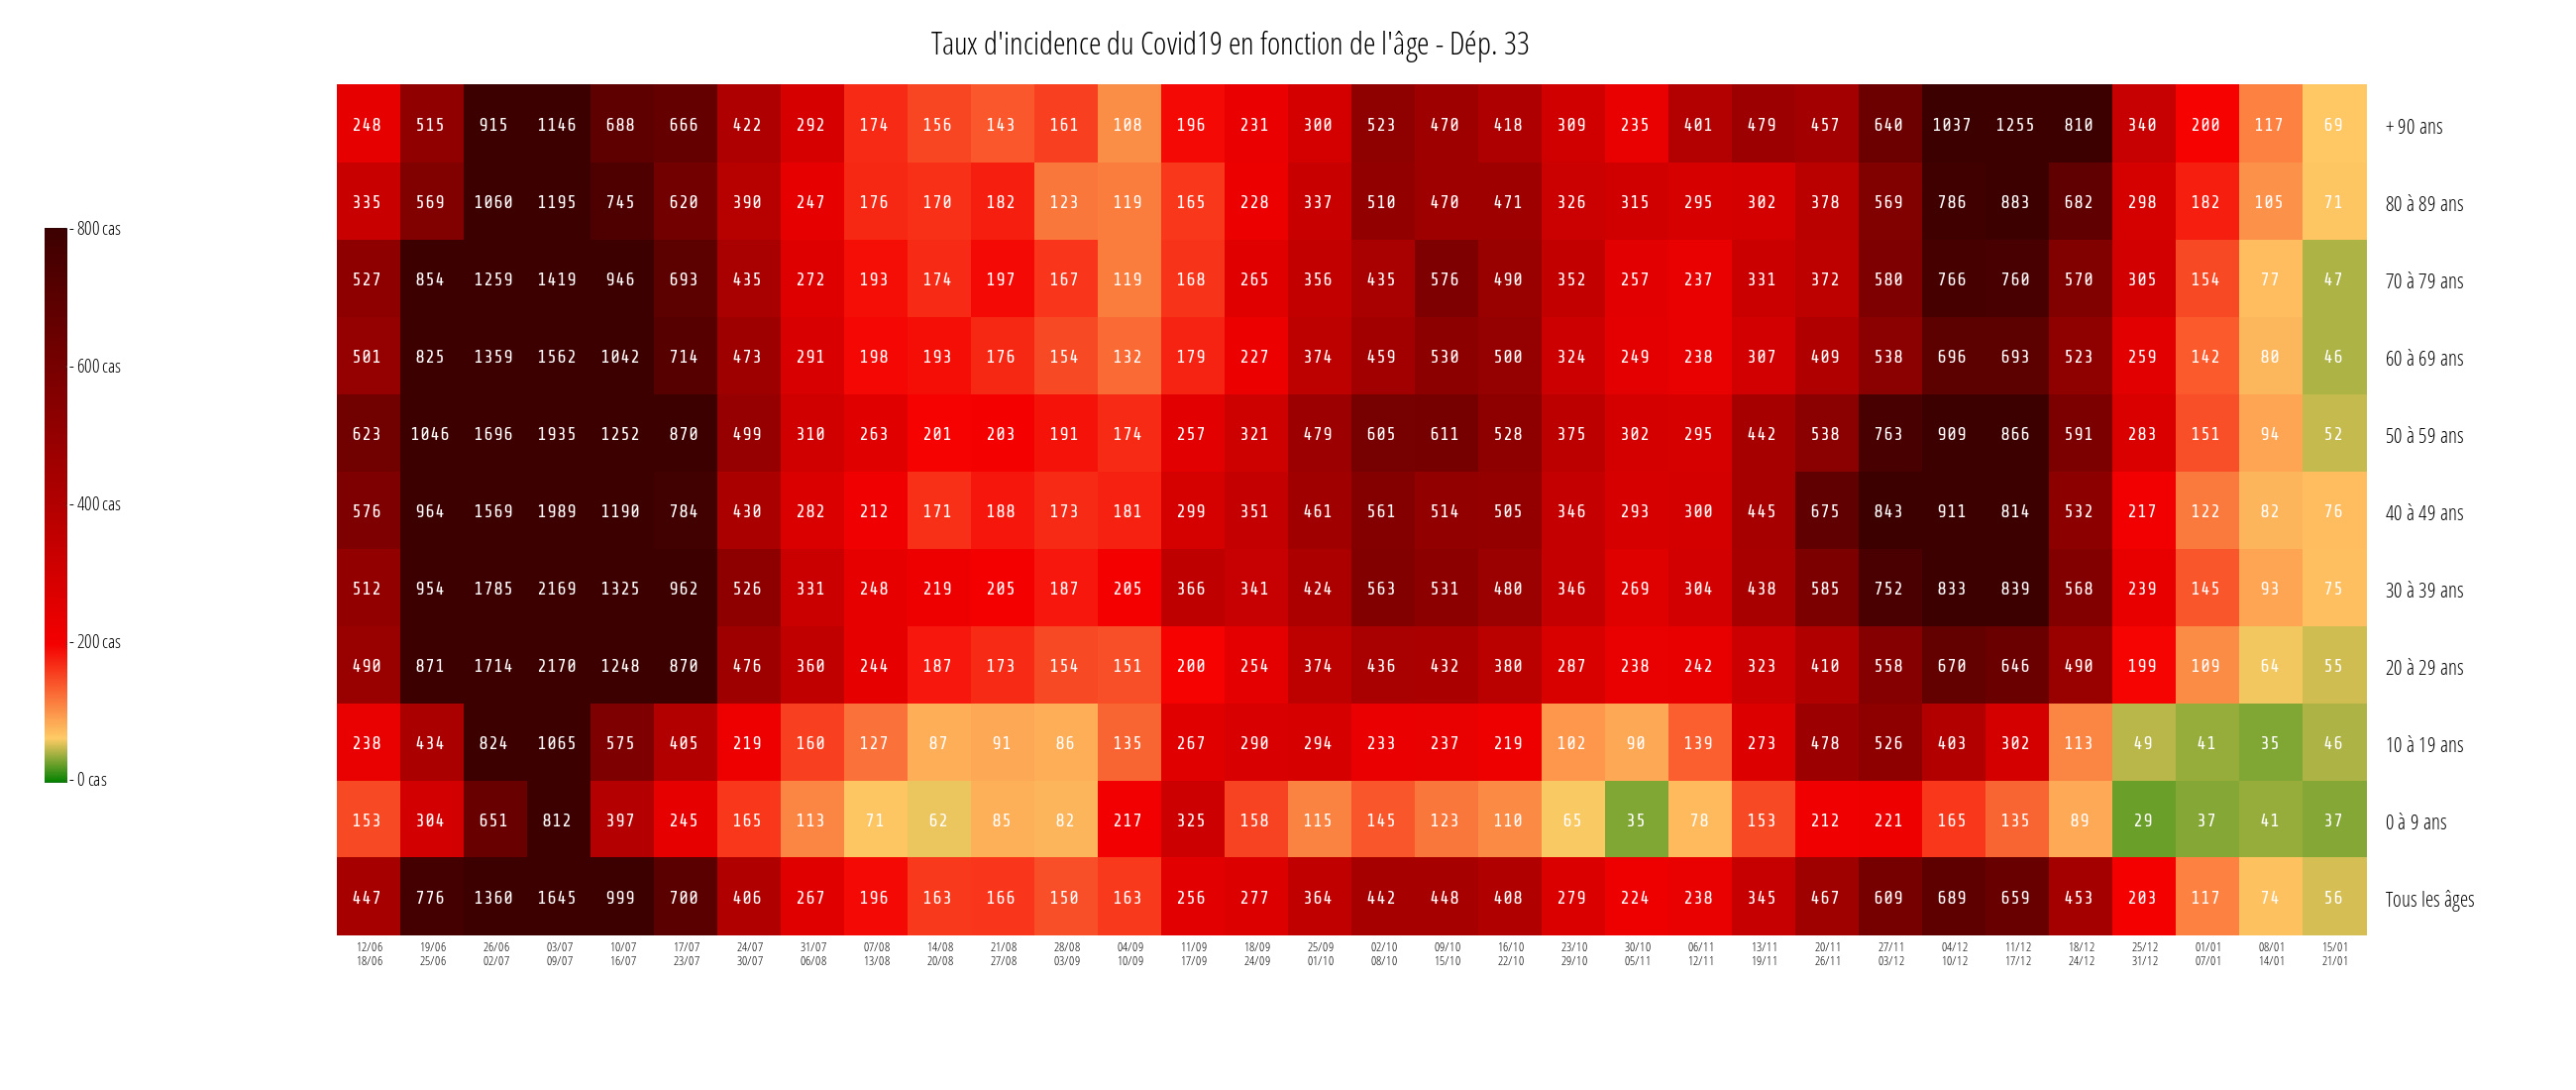 Taux d'incidence du Covid19 en fonction de l'âge - Dép. 33
248 515 915 1146 688 666 422 292 174 156 143 161 108 196 231 300 523 470 418 309 235 401 479 457 640 1037 1255 810 340 200 117 69 + 90 ans
335 569 1060 1195 745 620 390 247 176 170 182 123 119 165 228 337 510 470 471 326 315 295 302 378 569 786 883 682 298 182 105 71 80 à 89 ans
- 800 cas
527 854 1259 1419 946 693 435 272 193 174 197 167 119 168 265 356 435 576 490 352 257 237 331 372 580 766 760 570 305 154 77 47 70 à 79 ans
501 825 1359 1562 1042 714 473 291 198 193 176 154 132 179 227 374 459 530 500 324 249 238 307 409 538 696 693 523 259 142 80 46 60 à 69 ans
- 600 cas
623 1046 1696 1935 1252 870 499 310 263 201 203 191 174 257 321 479 605 611 528 375 302 295 442 538 763 909 866 591 283 151 94 52 50 à 59 ans
- 400 cas
576 964 1569 1989 1190 784 430 282 212 171 188 173 181 299 351 461 561 514 505 346 293 300 445 675 843 911 814 532 217 122 82 76 40 à 49 ans
512 954 1785 2169 1325 962 526 331 248 219 205 187 205 366 341 424 563 531 480 346 269 304 438 585 752 833 839 568 239 145 93 75 30 à 39 ans
- 200 cas
490 871 1714 2170 1248 870 476 360 244 187 173 154 151 200 254 374 436 432 380 287 238 242 323 410 558 670 646 490 199 109 64 55 20 à 29 ans
238 434 824 1065 575 405 219 160 127 87 91 86 135 267 290 294 233 237 219 102 90 139 273 478 526 403 302 113 49 41 35 46 10 à 19 ans
- 0 cas
153 304 651 812 397 245 165 113 71 62 85 82 217 325 158 115 145 123 110 65 35 78 153 212 221 165 135 89 29 37 41 37 0 à 9 ans
447 776 1360 1645 999 700 406 267 196 163 166 150 163 256 277 364 442 448 408 279 224 238 345 467 609 689 659 453 203 117 74 56 Tous les âges
12/06 19/06 26/06 03/07 10/07 17/07 24/07 31/07 07/08 14/08 21/08 28/08 04/09 11/09 18/09 25/09 02/10 09/10 16/10 23/10 30/10 06/11 13/11 20/11 27/11 04/12 11/12 18/12 25/12 01/01 08/01 15/01
18/06 25/06 02/07 09/07 16/07 23/07 30/07 06/08 13/08 20/08 27/08 03/09 10/09 17/09 24/09 01/10 08/10 15/10 22/10 29/10 05/11 12/11 19/11 26/11 03/12 10/12 17/12 24/12 31/12 07/01 14/01 21/01